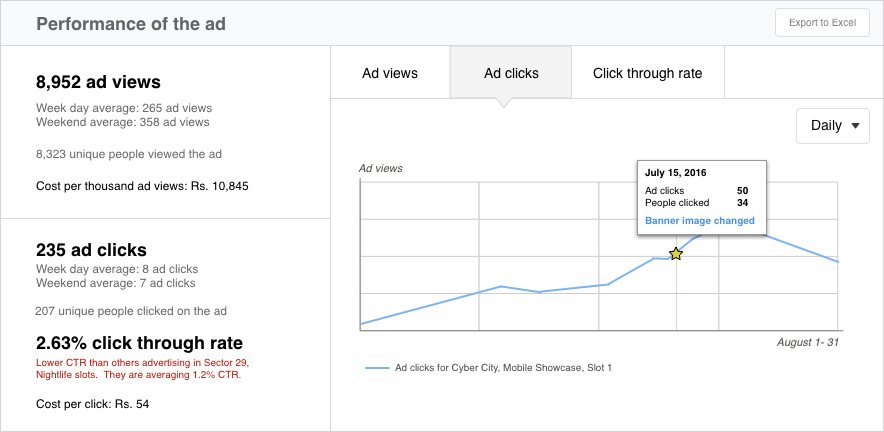 Performance of the ad
Export to Excel
8,952 ad views
Week day average: 265 ad views
Weekend average: 358 ad views
8,323 unique people viewed the ad
Cost per thousand ad views: Rs. 10,845
235 ad clicks
Week day average: 8 ad clicks
Weekend average: 7 ad clicks
207 unique people clicked on the ad
2.63% click through rate
Lower CTR than others advertising in Sector 29,
Nightlife slots. They are averaging 1.2% CTR.
Cost per click: Rs. 54
Ad views
Ad clicks
Click through rate
Daily
Ad views
July 15, 2016
Ad clicks 50
People clicked 34
Banner image changed
August 1- 31
Ad clicks for Cyber City, Mobile Showcase, Slot 1